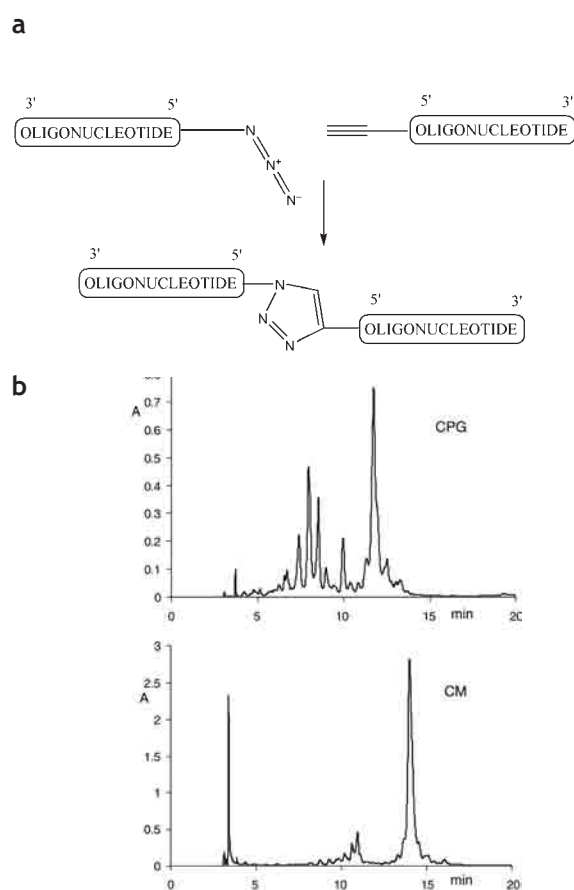 a
3' 5' 5' 3'
OLIGONUCLEOTIDE N OLIGONUCLEOTIDE
N+
N−
3' 5' 5' 3'
OLIGONUCLEOTIDE N OLIGONUCLEOTIDE
N
N
b
A
0.7
0.6
0.5
0.4
0.3
0.2
0.1
0
0 5 10 15 min 20
CPG
3
A
2.5
2
1.5
1
0.5
0
0 5 10 15 min 20
CM